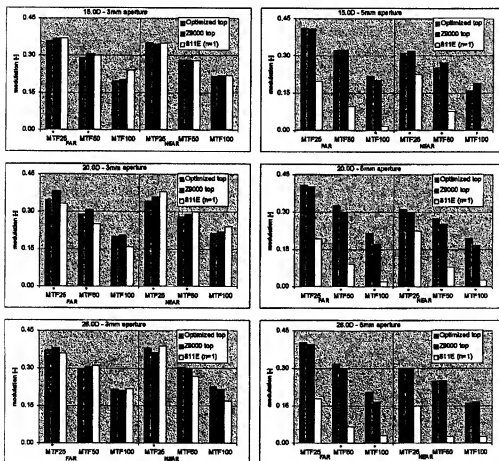 15.0D - 3mm aperture
modulation [-]
0.45
0.30
0.15
0.00
Optimized top
Z9000 top
811E (n=1)
MTF25 MTF50 MTF100 MTF25 MTF50 MTF100
FAR NEAR
15.0D - 5mm aperture
modulation [-]
0.45
0.30
0.15
0.00
Optimized top
Z9000 top
811E (n=1)
MTF25 MTF50 MTF100 MTF25 MTF50 MTF100
FAR NEAR
20.0D - 3mm aperture
modulation [-]
0.45
0.30
0.15
0.00
Optimized top
Z9000 top
811E (n=1)
MTF25 MTF50 MTF100 MTF25 MTF50 MTF100
FAR NEAR
20.0D - 5mm aperture
modulation [-]
0.45
0.30
0.15
0.00
Optimized top
Z9000 top
811E (n=1)
MTF25 MTF50 MTF100 MTF25 MTF50 MTF100
FAR NEAR
25.0D - 3mm aperture
modulation [-]
0.45
0.30
0.15
0.00
Optimized top
Z9000 top
811E (n=1)
MTF25 MTF50 MTF100 MTF25 MTF50 MTF100
FAR NEAR
25.0D - 5mm aperture
modulation [-]
0.45
0.30
0.15
0.00
Optimized top
Z9000 top
811E (n=1)
MTF25 MTF50 MTF100 MTF25 MTF50 MTF100
FAR NEAR